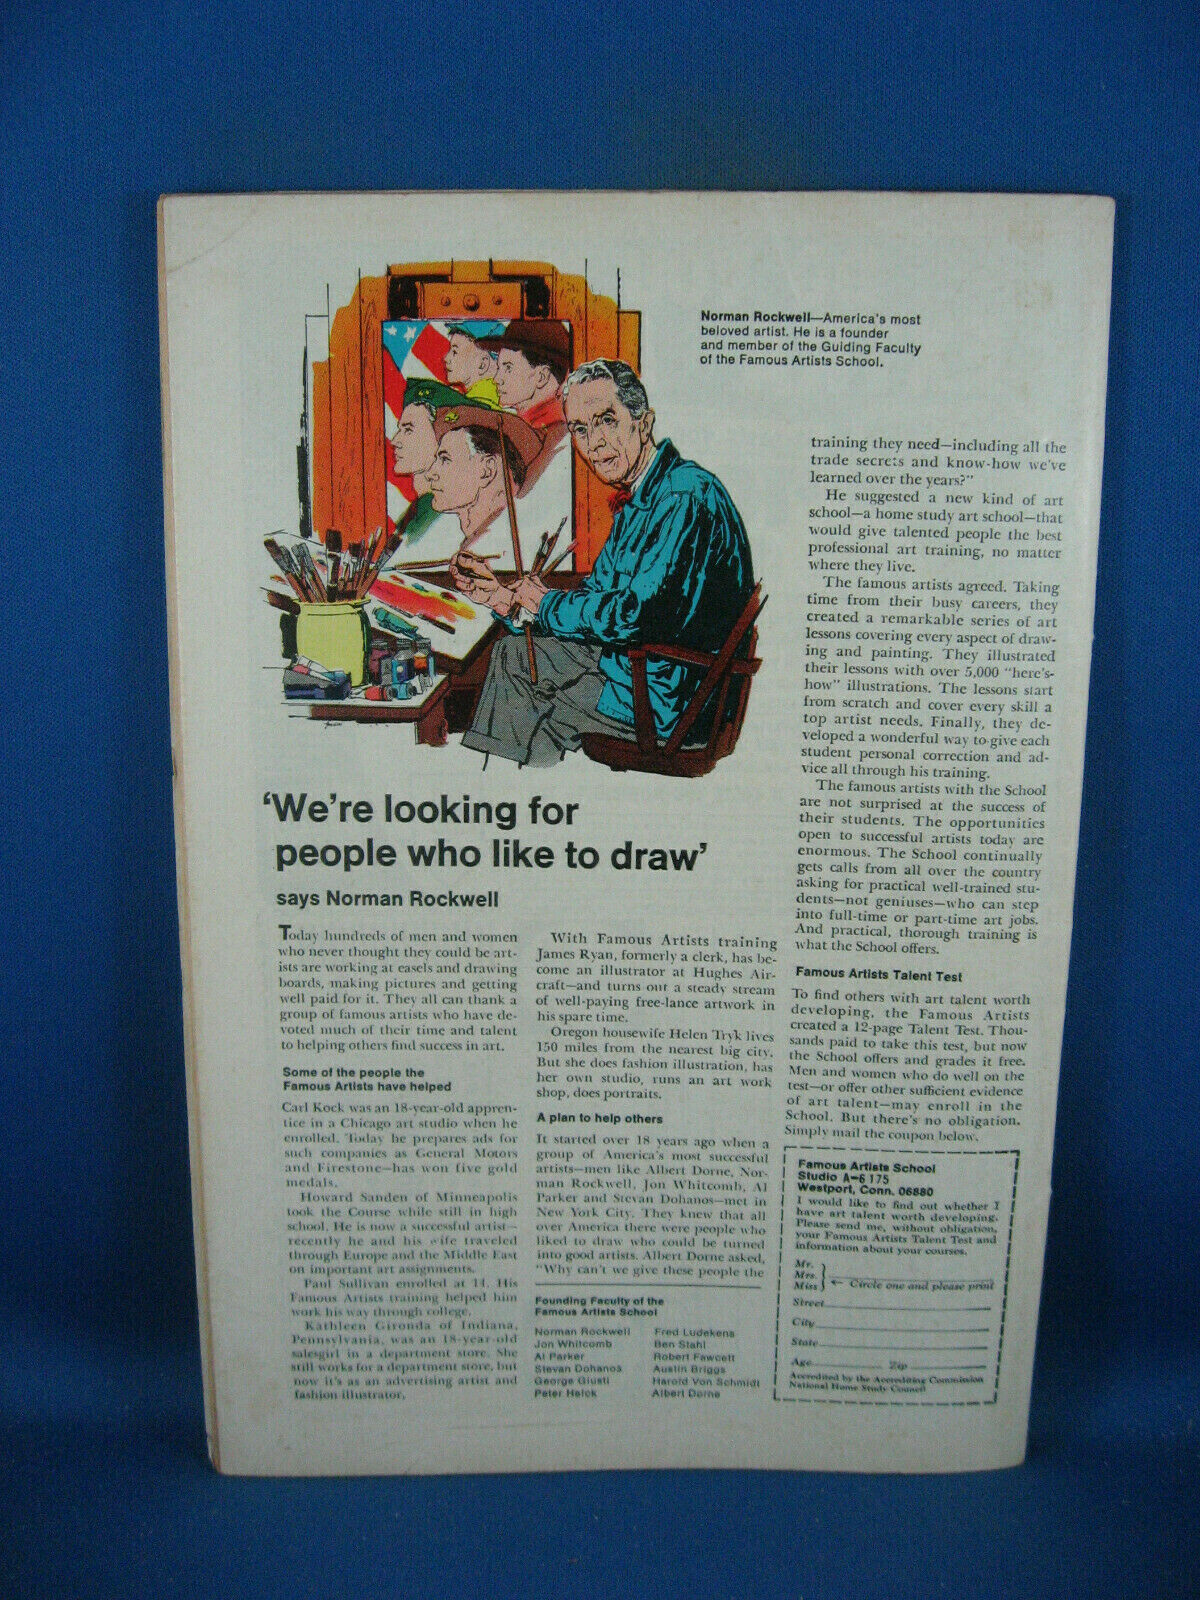 Norman Rockwell—America's most
beloved artist. He is a founder
and member of the Guiding Faculty
of the Famous Artists School.
'We're looking for
people who like to draw'
says Norman Rockwell
Today hundreds of men and women
who never thought they could be art-
ists are working at easels and drawing
boards, making pictures and getting
well paid for it. They all can thank a
group of famous artists who have de-
voted much of their time and talent
to helping others find success in art.
Some of the people the
Famous Artists have helped
Carl Kock was an 18-year-old appren-
tice in a Chicago art studio when he
enrolled. Today he prepares ads for
such companies as General Motors
and Firestone—has won five gold
medals.
Howard Sanden of Minneapolis
took the Course while still in high
school. He is now a successful artist—
recently he and his wife traveled
through Europe and the Middle East
on important art assignments.
Paul Sullivan enrolled at 14. His
Famous Artists training helped him
work his way through college.
Kathleen Gironda of Indiana,
Pennsylvania, was an 18-year-old
salesgirl in a department store. She
still works for a department store, but
now it's as an advertising artist and
fashion illustrator.
With Famous Artists training
James Ryan, formerly a clerk, has be-
come an illustrator at Hughes Air-
craft—and turns out a steady stream
of well-paying free-lance artwork in
his spare time.
Oregon housewife Helen Tryk lives
150 miles from the nearest big city.
But she does fashion illustration, has
her own studio, runs an art work
shop, does portraits.
A plan to help others
It started over 18 years ago when a
group of America's most successful
artists—men like Albert Dorne, Nor-
man Rockwell, Jon Whitcomb, Al
Parker and Stevan Dohanos—met in
New York City. They knew that all
over America there were people who
liked to draw who could be turned
into good artists. Albert Dorne asked,
"Why can't we give these people the
Founding Faculty of the
Famous Artists School
Norman Rockwell Fred Ludekens
Jon Whitcomb Ben Stahl
Al Parker Robert Fawcett
Stevan Dohanos Austin Briggs
George Giusti Harold Von Schmidt
Peter Helck Albert Dorne
training they need—including all the
trade secrets and know-how we've
learned over the years?"
He suggested a new kind of art
school—a home study art school—that
would give talented people the best
professional art training, no matter
where they live.
The famous artists agreed. Taking
time from their busy careers, they
created a remarkable series of art
lessons covering every aspect of draw-
ing and painting. They illustrated
their lessons with over 5,000 "here's-
how" illustrations. The lessons start
from scratch and cover every skill a
top artist needs. Finally, they de-
veloped a wonderful way to give each
student personal correction and ad-
vice all through his training.
The famous artists with the School
are not surprised at the success of
their students. The opportunities
open to successful artists today are
enormous. The School continually
gets calls from all over the country
asking for practical well-trained stu-
dents—not geniuses—who can step
into full-time or part-time art jobs.
And practical, thorough training is
what the School offers.
Famous Artists Talent Test
To find others with art talent worth
developing, the Famous Artists
created a 12-page Talent Test. Thou-
sands paid to take this test, but now
the School offers and grades it free.
Men and women who do well on the
test—or offer other sufficient evidence
of art talent—may enroll in the
School. But there's no obligation.
Simply mail the coupon below.
Famous Artists School
Studio A-6175
Westport, Conn. 06880
I would like to find out whether I
have art talent worth developing.
Please send me, without obligation,
your Famous Artists Talent Test and
information about your courses.
Mr.
Mrs.
Miss ← Circle one and please print
Street
City
State
Age Zip
Accredited by the Accrediting Commission
National Home Study Council